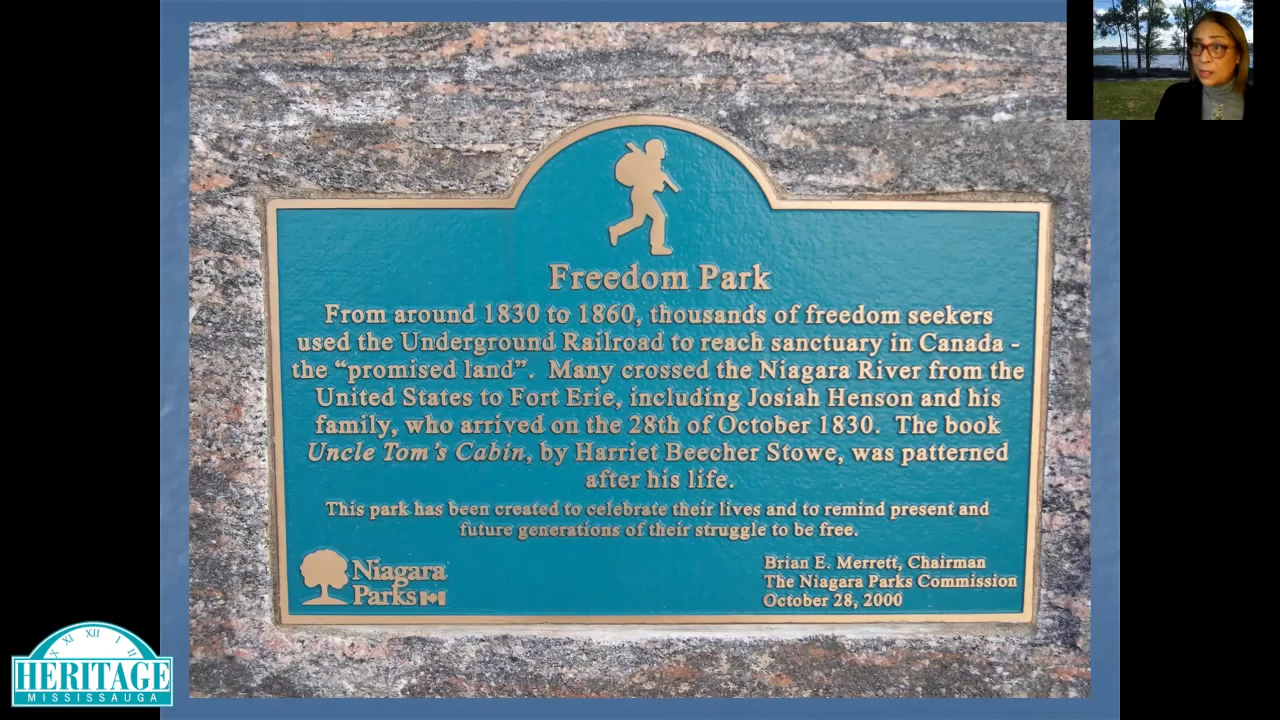 Freedom Park
From around 1830 to 1860, thousands of freedom seekers
used the Underground Railroad to reach sanctuary in Canada -
the “promised land”. Many crossed the Niagara River from the
United States to Fort Erie, including Josiah Henson and his
family, who arrived on the 28th of October 1830. The book
Uncle Tom's Cabin, by Harriet Beecher Stowe, was patterned
after his life.
This park has been created to celebrate their lives and to remind present and
future generations of their struggle to be free.
Niagara
Parks
Brian E. Merrett, Chairman
The Niagara Parks Commission
October 28, 2000
X XI XII I II
HERITAGE
MISSISSAUGA